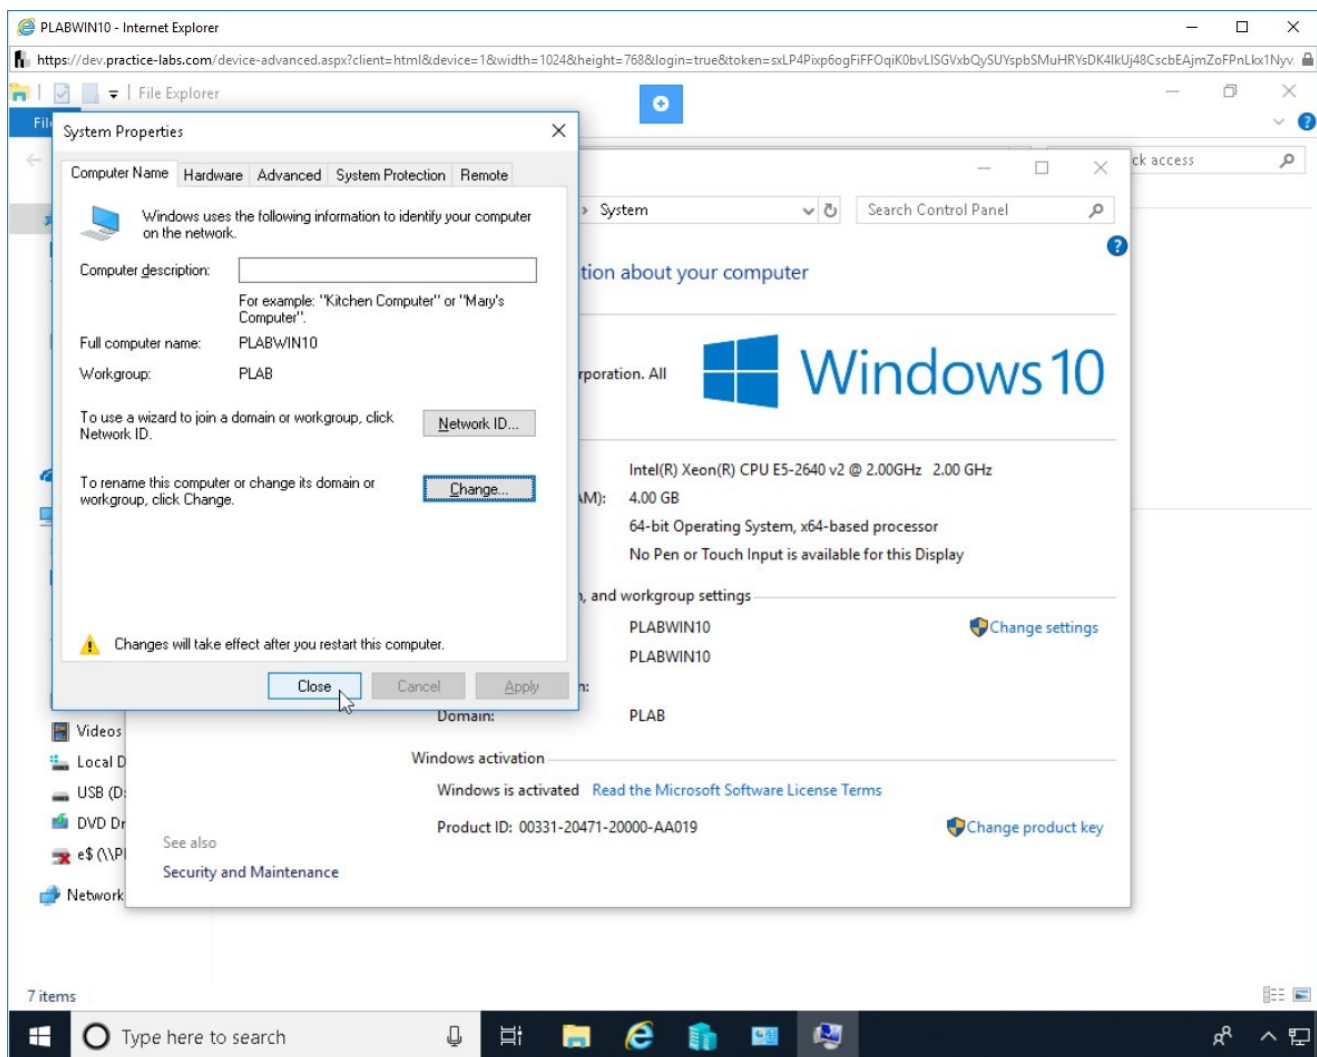 PLABWIN10 - Internet Explorer
https://dev.practice-labs.com/device-advanced.aspx?client=html&device=1&width=1024&height=768&login=true&token=sxLP4Pixp6ogFiFFOqiK0bvLISGVxbQySUYspbSMuHRYsDK4IkUj48CscbEAjmZoFPnLkx1Nyv
File Explorer
System Properties
Computer Name Hardware Advanced System Protection Remote
ck access
Windows uses the following information to identify your computer
on the network.
Computer description:
For example: "Kitchen Computer" or "Mary's
Computer".
Full computer name: PLABWIN10
Workgroup: PLAB
To use a wizard to join a domain or workgroup, click
Network ID.
Network ID...
To rename this computer or change its domain or
workgroup, click Change.
Change...
Changes will take effect after you restart this computer.
Close Cancel Apply
System
Search Control Panel
tion about your computer
rporation. All
Windows 10
Intel(R) Xeon(R) CPU E5-2640 v2 @ 2.00GHz 2.00 GHz
AM): 4.00 GB
64-bit Operating System, x64-based processor
No Pen or Touch Input is available for this Display
, and workgroup settings
PLABWIN10
Change settings
PLABWIN10
n:
Domain: PLAB
Windows activation
Windows is activated Read the Microsoft Software License Terms
Product ID: 00331-20471-20000-AA019
Change product key
See also
Security and Maintenance
Videos
Local D
USB (D:
DVD Dr
e$ (\\Pl
Network
7 items
Type here to search